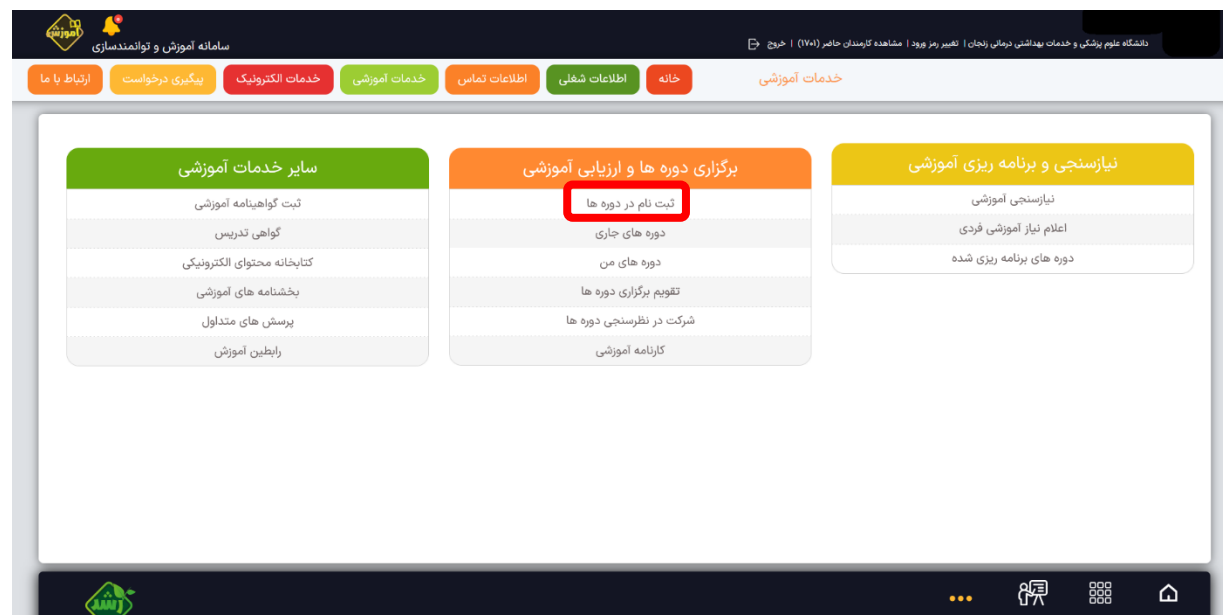 آموزش
سامانه آموزش و توانمندسازی
دانشگاه علوم پزشکی و خدمات بهداشتی درمانی زنجان | تغییر رمز ورود | مشاهده کارمندان حاضر (۱۷۰۱) | خروج
خدمات آموزشی
خانه
اطلاعات شغلی
اطلاعات تماس
خدمات آموزشی
خدمات الکترونیک
پیگیری درخواست
ارتباط با ما
نیازسنجی و برنامه ریزی آموزشی
نیازسنجی آموزشی
اعلام نیاز آموزشی فردی
دوره های برنامه ریزی شده
برگزاری دوره ها و ارزیابی آموزشی
ثبت نام در دوره ها
دوره های جاری
دوره های من
تقویم برگزاری دوره ها
شرکت در نظرسنجی دوره ها
کارنامه آموزشی
سایر خدمات آموزشی
ثبت گواهینامه آموزشی
گواهی تدریس
کتابخانه محتوای الکترونیکی
بخشنامه های آموزشی
پرسش های متداول
رابطین آموزش
رشد